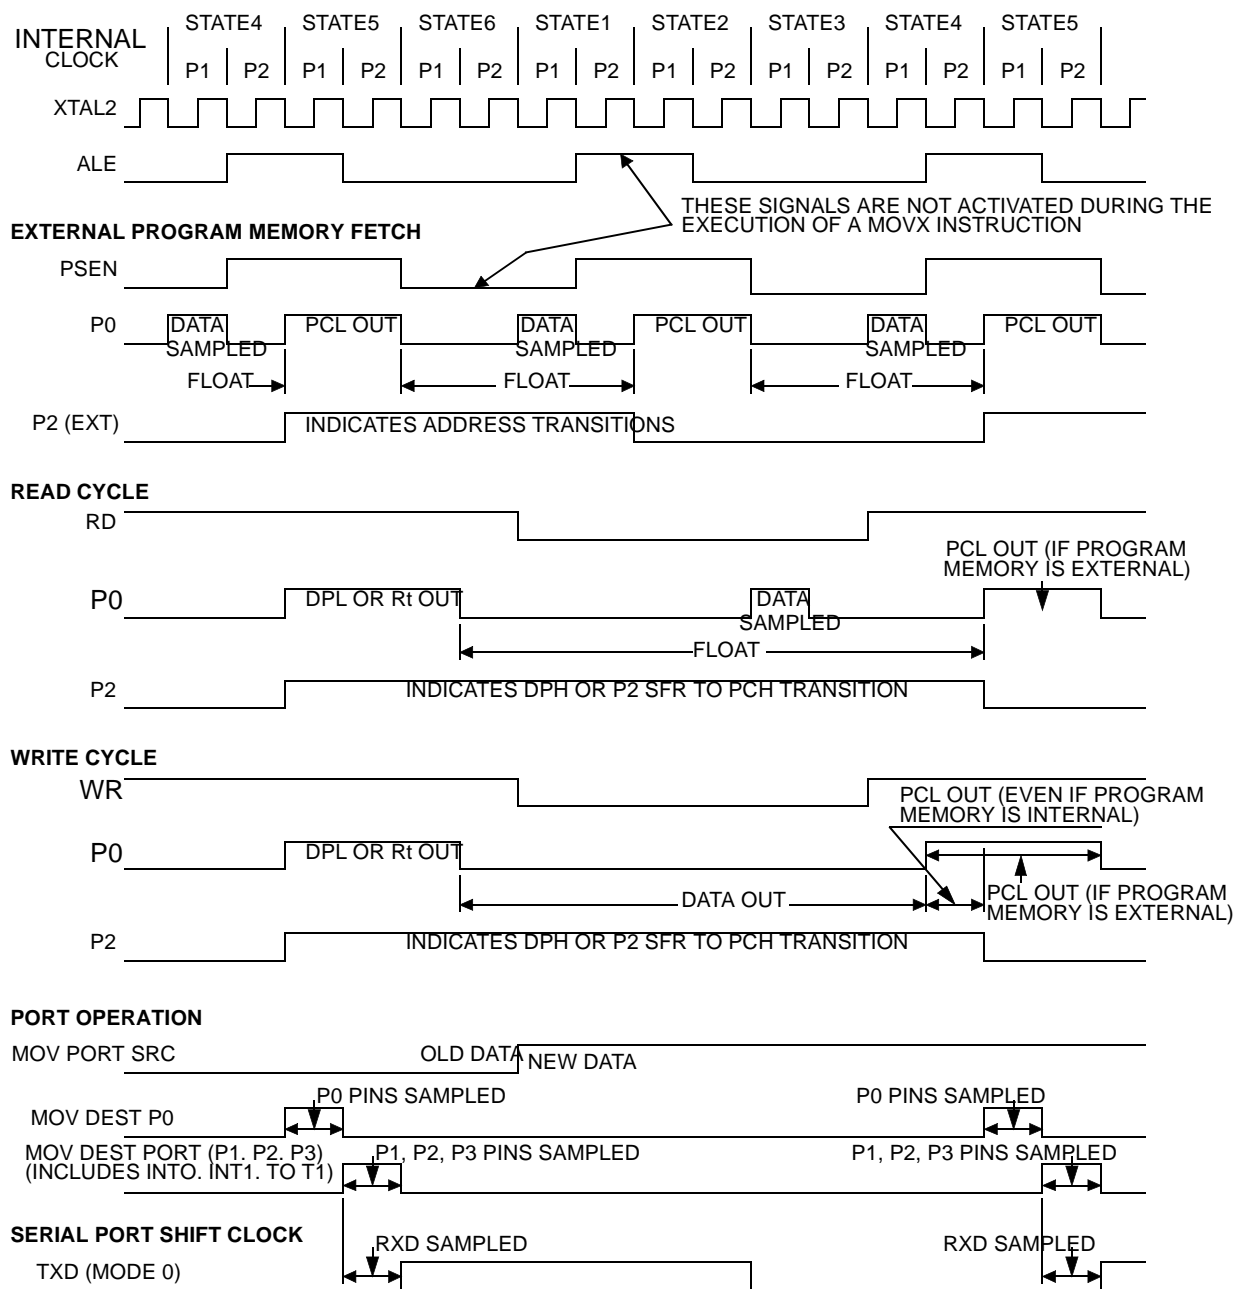 STATE4 STATE5 STATE6 STATE1 STATE2 STATE3 STATE4 STATE5
INTERNAL
CLOCK
P1 P2 P1 P2 P1 P2 P1 P2 P1 P2 P1 P2 P1 P2 P1 P2
XTAL2
ALE
THESE SIGNALS ARE NOT ACTIVATED DURING THE
EXECUTION OF A MOVX INSTRUCTION
EXTERNAL PROGRAM MEMORY FETCH
PSEN
P0 DATA PCL OUT DATA PCL OUT DATA PCL OUT
SAMPLED SAMPLED SAMPLED
FLOAT FLOAT FLOAT
P2 (EXT) INDICATES ADDRESS TRANSITIONS
READ CYCLE
RD
PCL OUT (IF PROGRAM
MEMORY IS EXTERNAL)
P0 DPL OR Rt OUT DATA
SAMPLED
FLOAT
P2 INDICATES DPH OR P2 SFR TO PCH TRANSITION
WRITE CYCLE
WR
PCL OUT (EVEN IF PROGRAM
MEMORY IS INTERNAL)
P0 DPL OR Rt OUT
PCL OUT (IF PROGRAM
MEMORY IS EXTERNAL)
DATA OUT
P2 INDICATES DPH OR P2 SFR TO PCH TRANSITION
PORT OPERATION
MOV PORT SRC OLD DATA NEW DATA
P0 PINS SAMPLED P0 PINS SAMPLED
MOV DEST P0
MOV DEST PORT (P1. P2. P3) P1, P2, P3 PINS SAMPLED P1, P2, P3 PINS SAMPLED
(INCLUDES INTO. INT1. TO T1)
SERIAL PORT SHIFT CLOCK
RXD SAMPLED RXD SAMPLED
TXD (MODE 0)